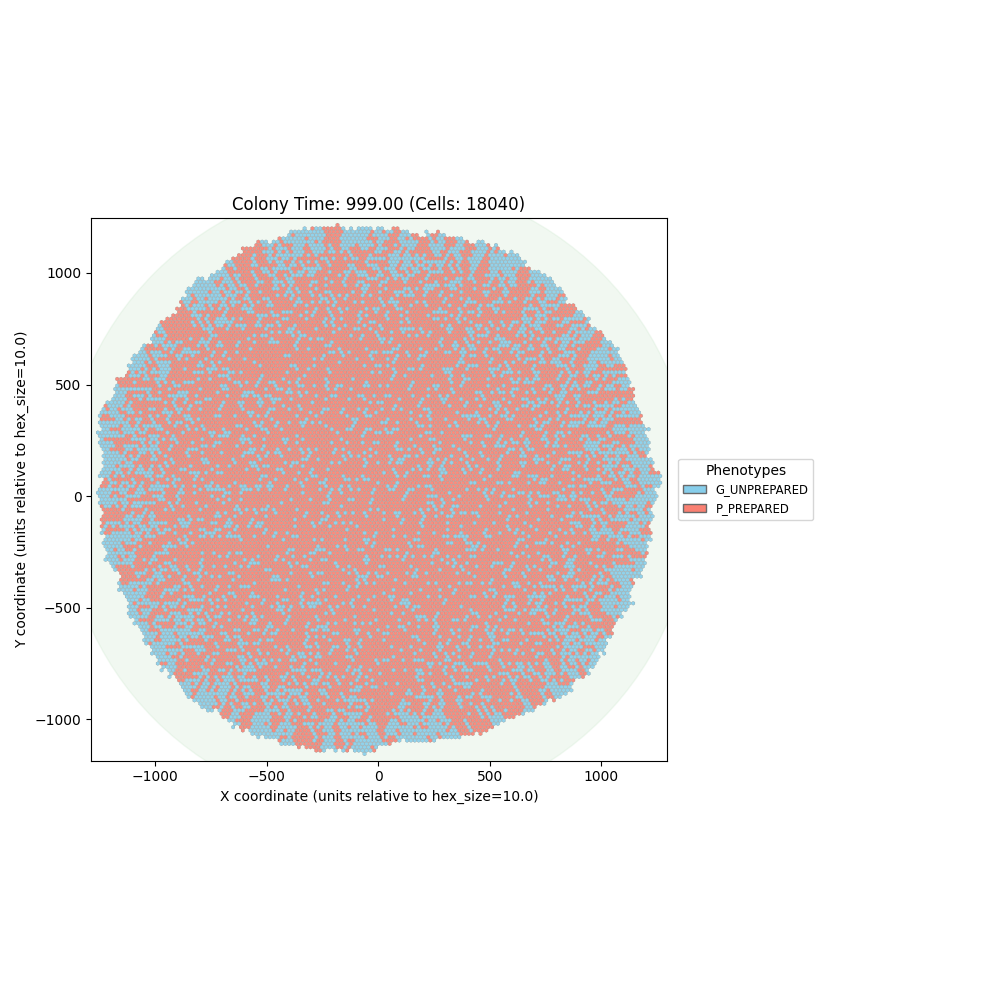 Colony Time: 999.00 (Cells: 18040)
Y coordinate (units relative to hex_size=10.0)
1000
500
0
−500
−1000
−1000 −500 0 500 1000
X coordinate (units relative to hex_size=10.0)
Phenotypes
G_UNPREPARED
P_PREPARED